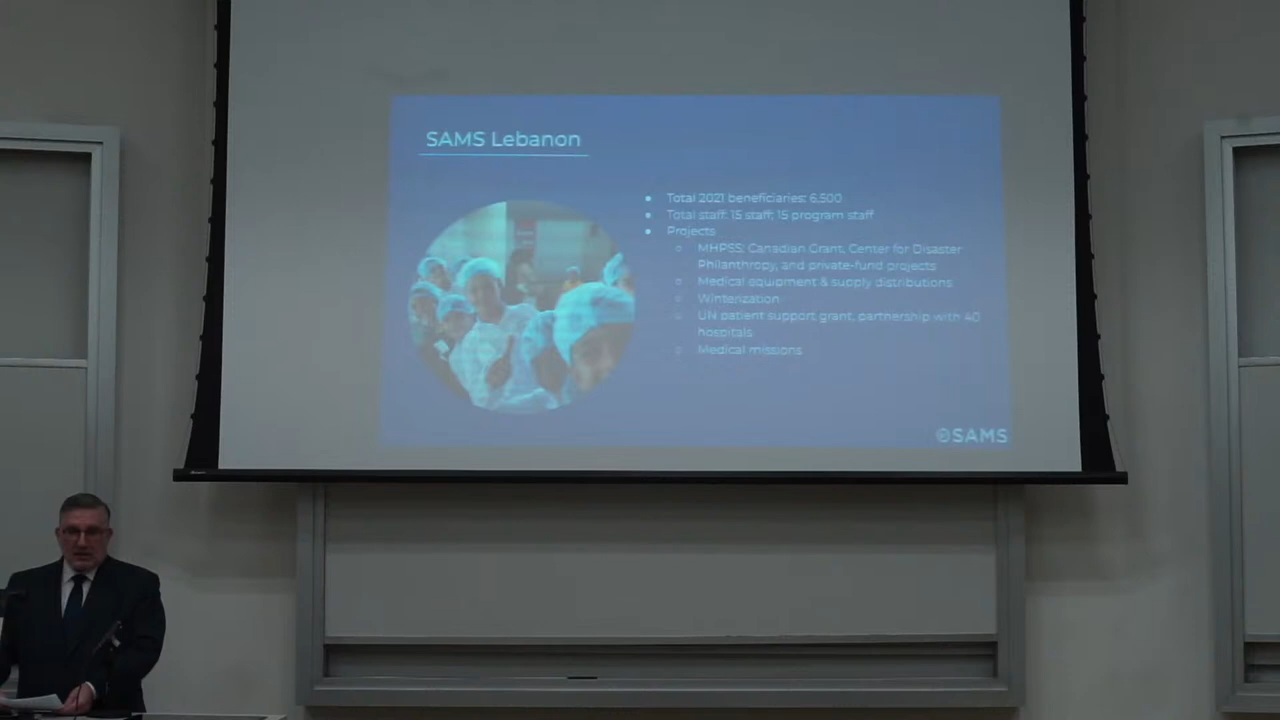 SAMS Lebanon
Total 2021 beneficiaries: 6,500
Total staff: 15 staff; 15 program staff
Projects
MHPSS: Canadian Grant, Center for Disaster
Philanthropy, and private-fund projects
Medical equipment & supply distributions
Winterization
UN patient support grant, partnership with 40
hospitals
Medical missions
SAMS